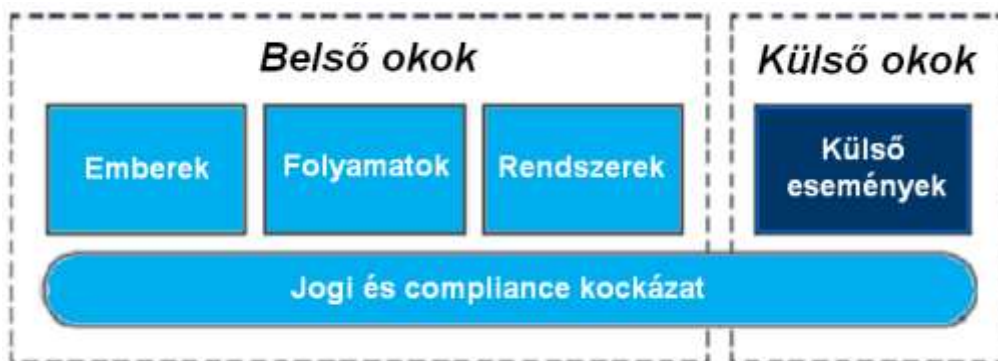 Belső okok
Külső okok
Emberek
Folyamatok
Rendszerek
Külső
események
Jogi és compliance kockázat